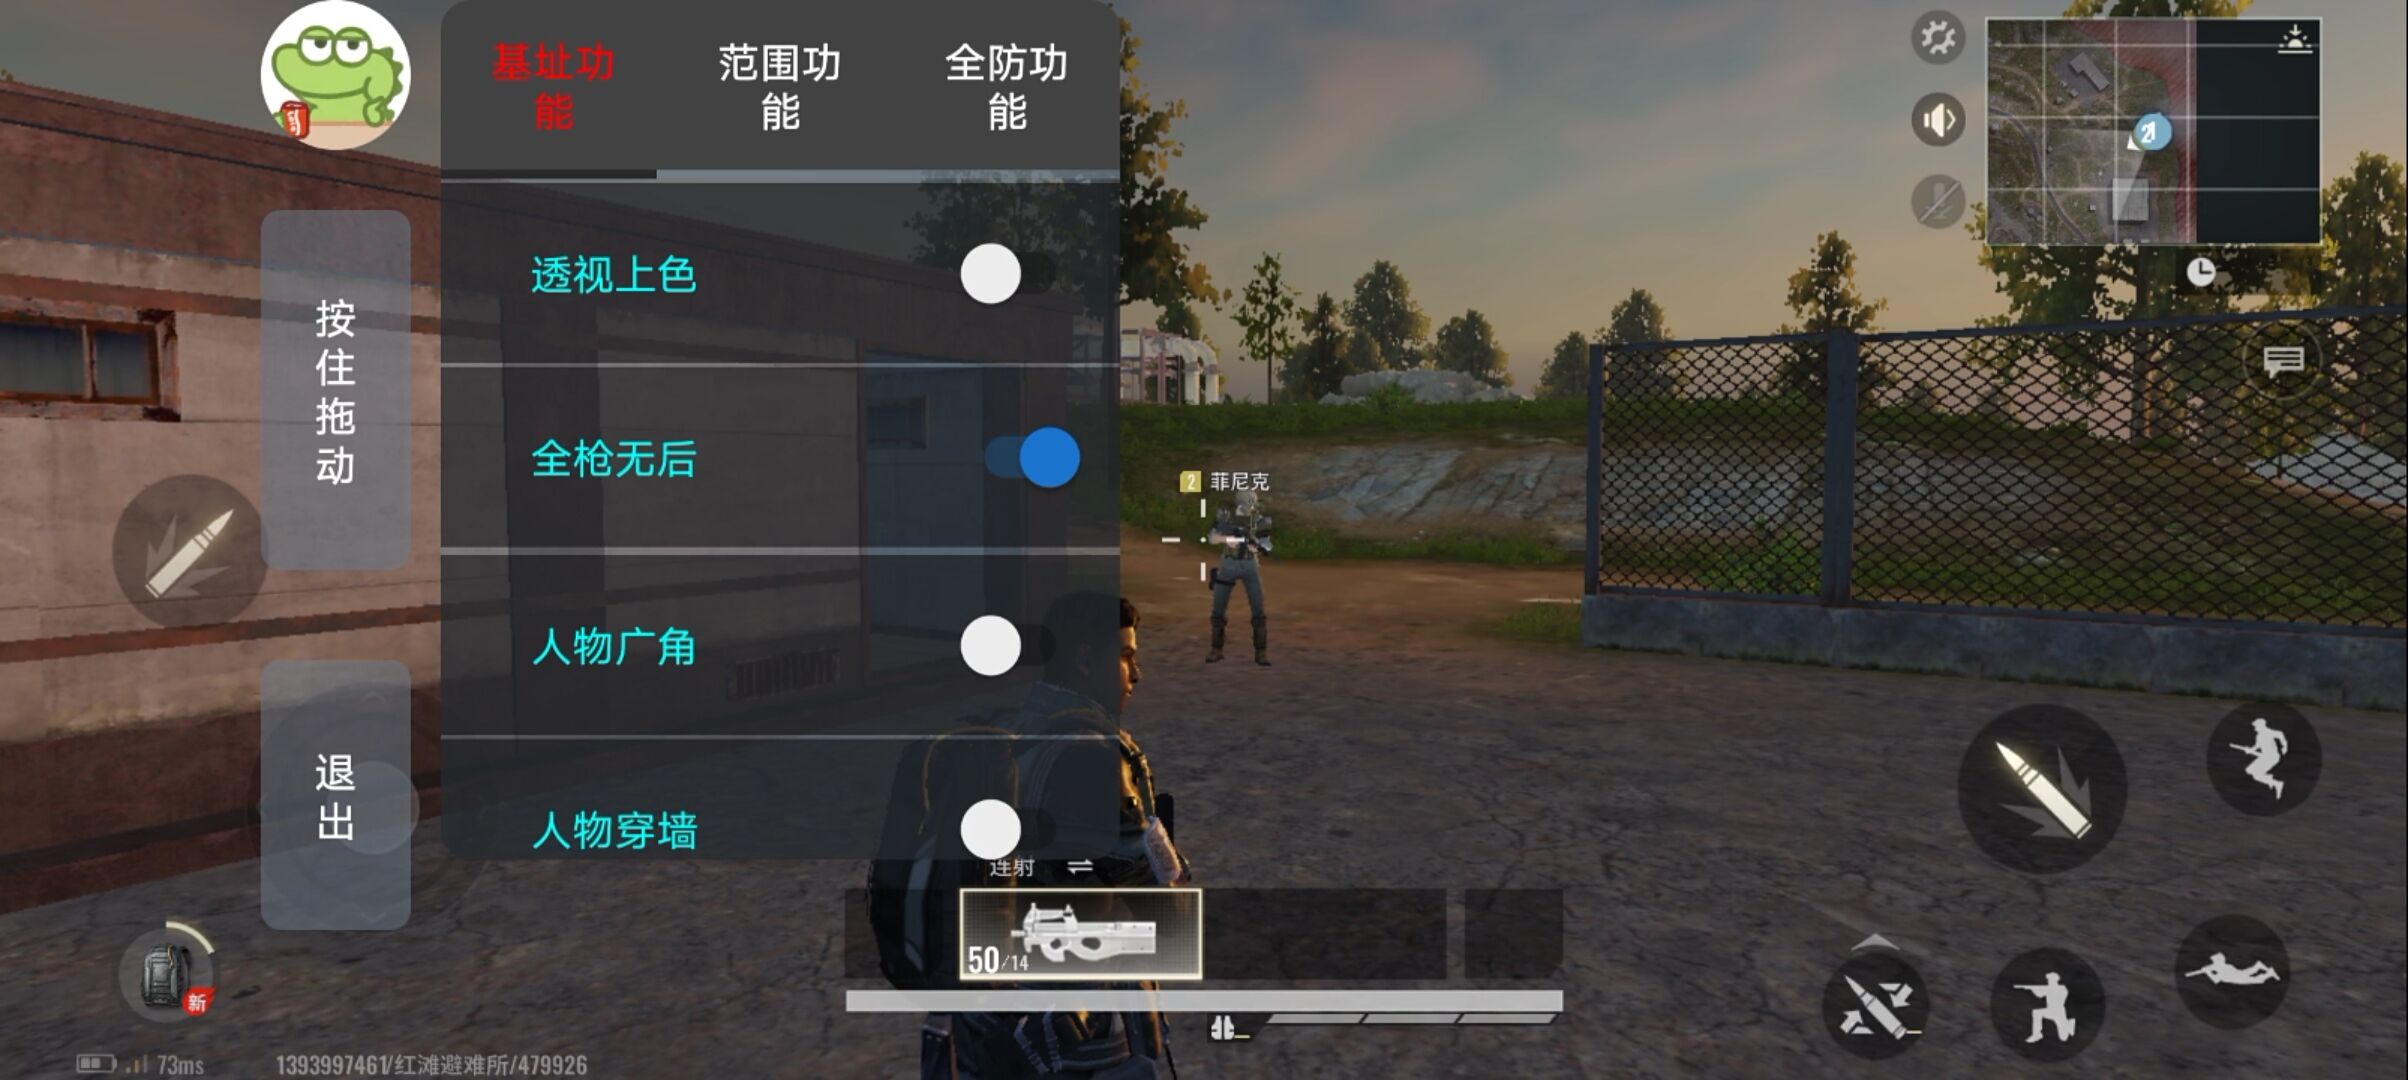 基址功
能
范围功
能
全防功
能
透视上色
全枪无后
人物广角
人物穿墙
按
住
拖
动
退
出
2 菲尼克
2
连射
50/14
新
73ms
1393997461/红滩避难所/479926